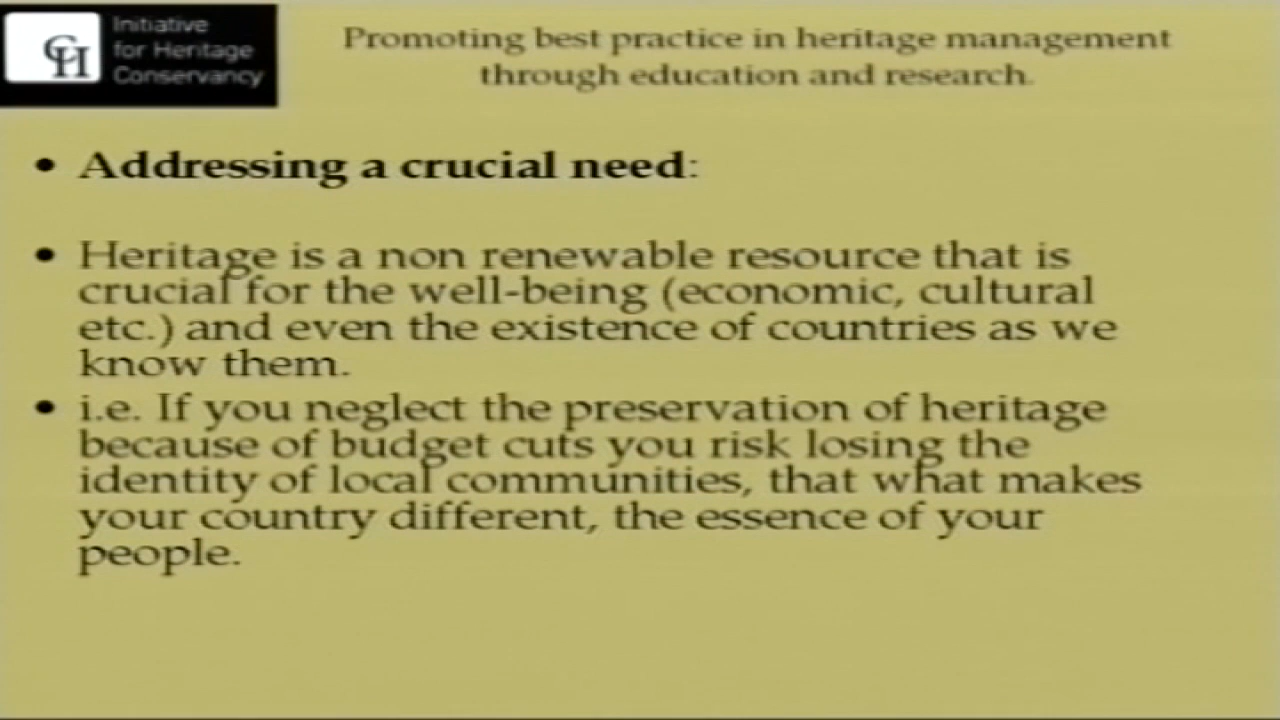 CH
Initiative
for Heritage
Conservancy
Promoting best practice in heritage management
through education and research.
• Addressing a crucial need:
• Heritage is a non renewable resource that is
crucial for the well-being (economic, cultural
etc.) and even the existence of countries as we
know them.
• i.e. If you neglect the preservation of heritage
because of budget cuts you risk losing the
identity of local communities, that what makes
your country different, the essence of your
people.